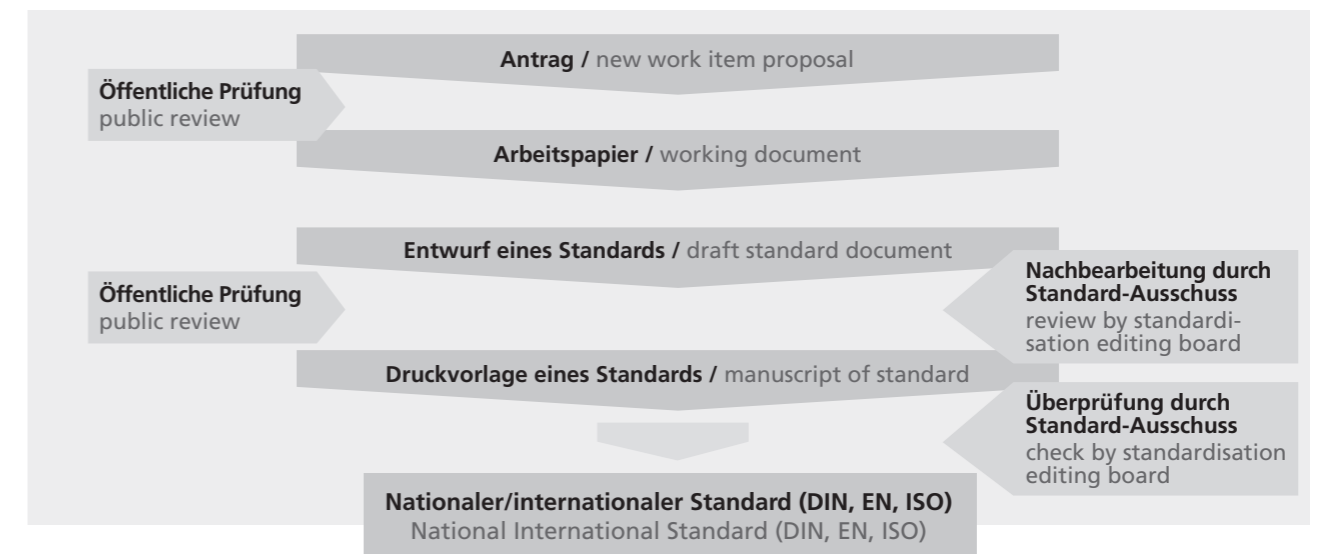 Antrag / new work item proposal
Öffentliche Prüfung
public review
Arbeitspapier / working document
Entwurf eines Standards / draft standard document
Öffentliche Prüfung
public review
Nachbearbeitung durch
Standard-Ausschuss
review by standardi-
sation editing board
Druckvorlage eines Standards / manuscript of standard
Überprüfung durch
Standard-Ausschuss
check by standardisation
editing board
Nationaler/internationaler Standard (DIN, EN, ISO)
National International Standard (DIN, EN, ISO)